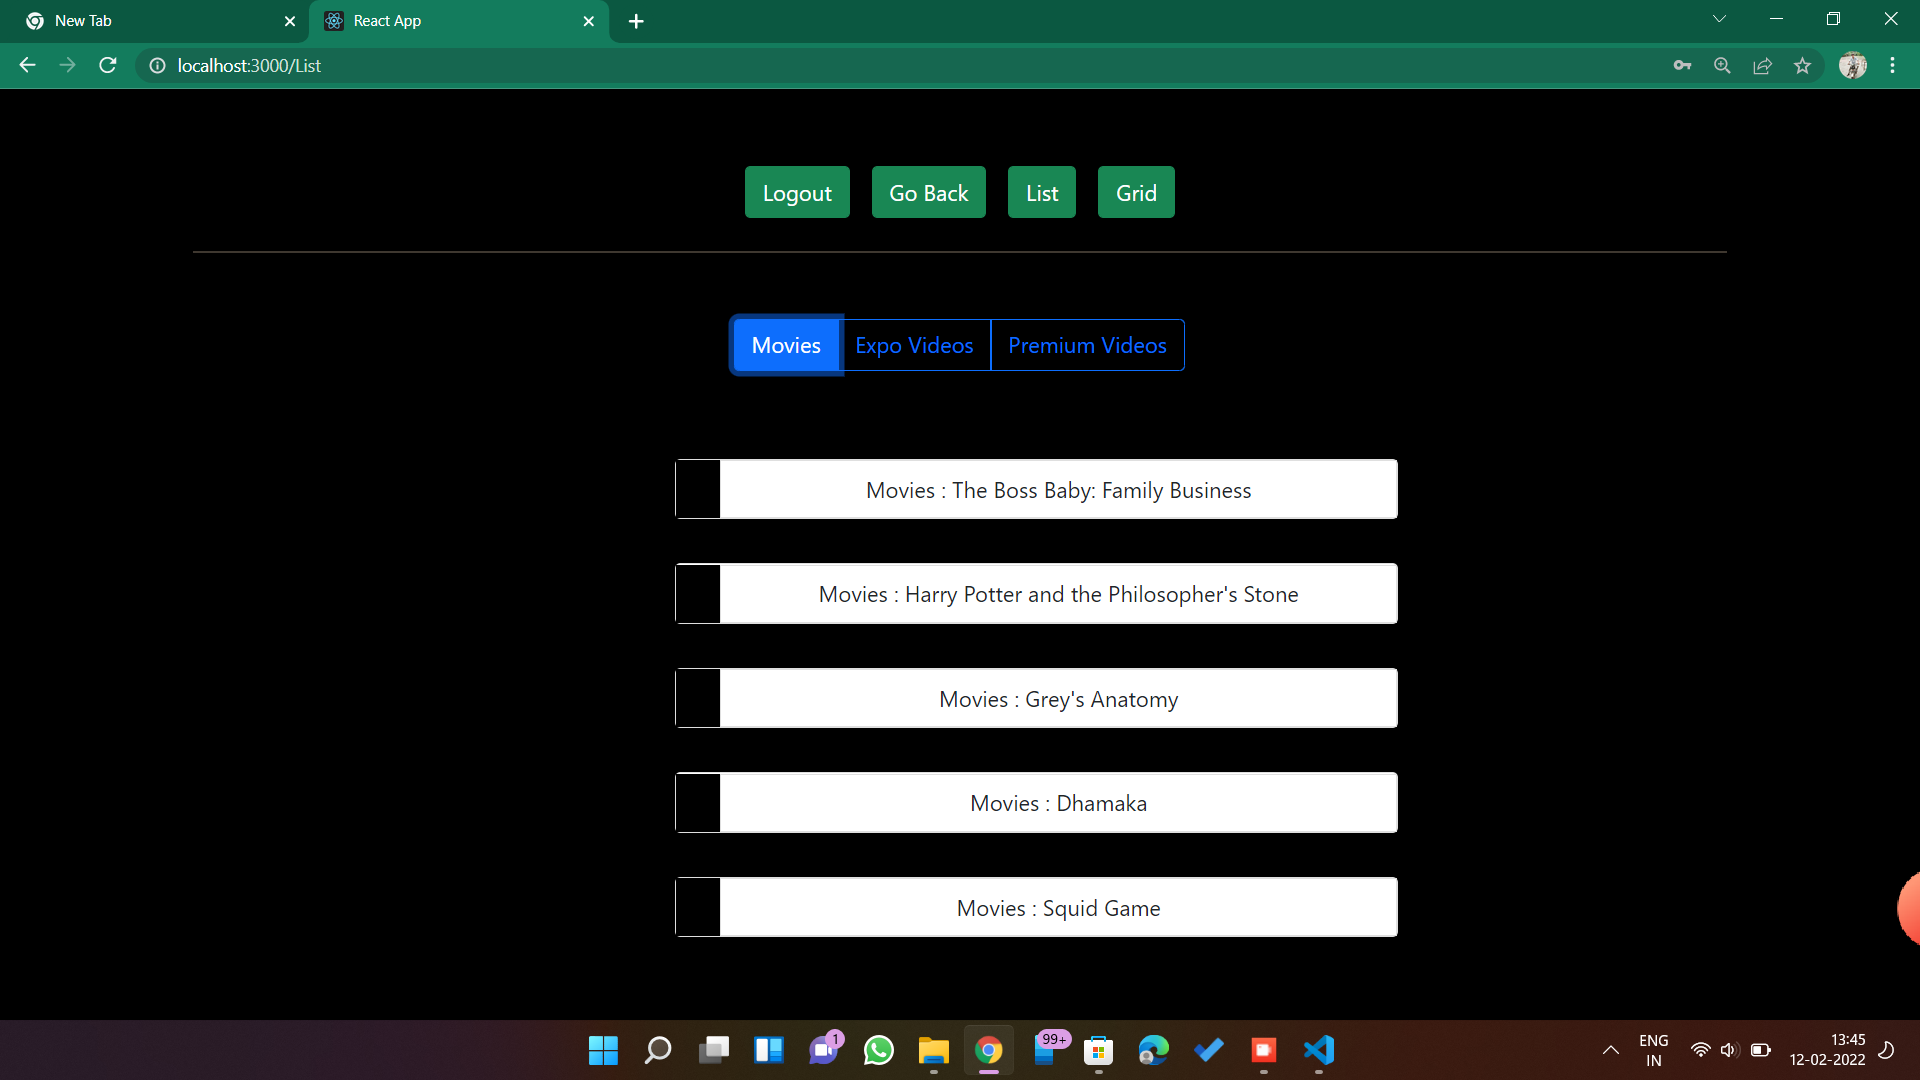 New Tab
React App
localhost:3000/List
Logout
Go Back
List
Grid
Movies
Expo Videos
Premium Videos
Movies : The Boss Baby: Family Business
Movies : Harry Potter and the Philosopher's Stone
Movies : Grey's Anatomy
Movies : Dhamaka
Movies : Squid Game
1
99+
ENG
IN
13:45
12-02-2022